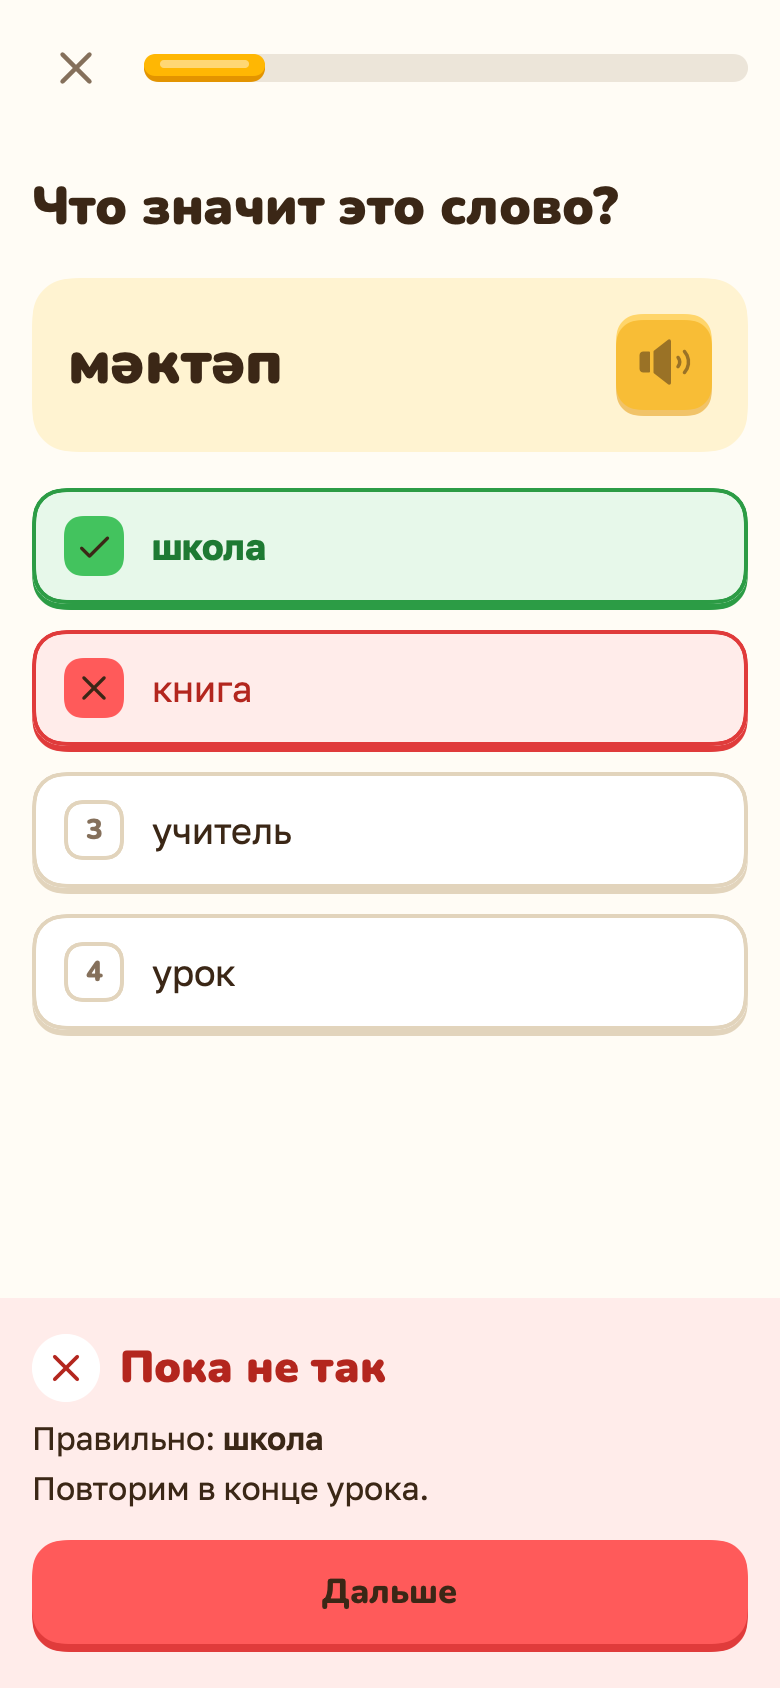 Что значит это слово?
мәктәп
школа
книга
3 учитель
4 урок
Пока не так
Правильно: школа
Повторим в конце урока.
Дальше